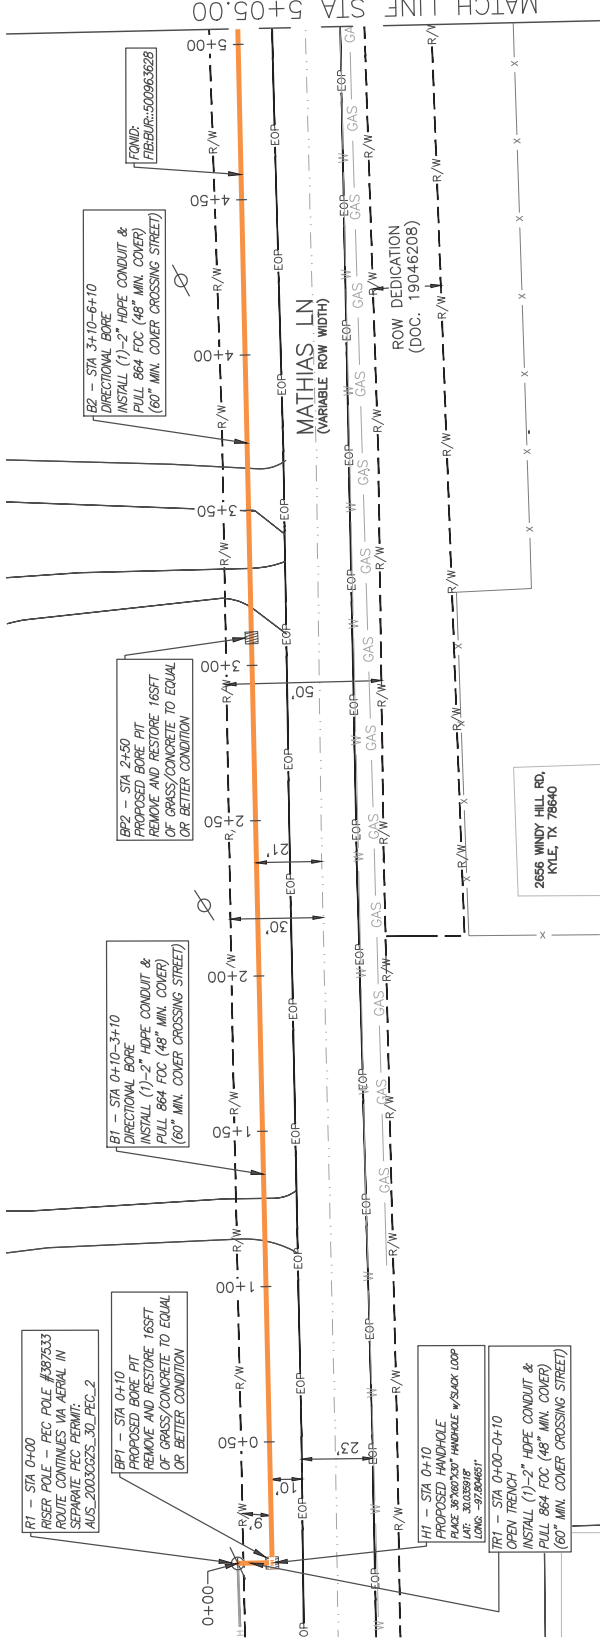 MATCH LINE STA 5+05.00
R1 – STA 0+00
RISER POLE – PEC POLE #387533
ROUTE CONTINUES VIA AERIAL IN
SEPARATE PEC PERMIT:
AUS_2003CGZS_30_PEC_2
BP1 – STA 0+10
PROPOSED BORE PIT
REMOVE AND RESTORE 16SFT
OF GRASS/CONCRETE TO EQUAL
OR BETTER CONDITION
B1 – STA 0+10-3+10
DIRECTIONAL BORE
INSTALL (1)-2" HDPE CONDUIT &
PULL 864 FOC (48" MIN. COVER)
(60" MIN. COVER CROSSING STREET)
BP2 – STA 2+50
PROPOSED BORE PIT
REMOVE AND RESTORE 16SFT
OF GRASS/CONCRETE TO EQUAL
OR BETTER CONDITION
B2 – STA 3+10-6+10
DIRECTIONAL BORE
INSTALL (1)-2" HDPE CONDUIT &
PULL 864 FOC (48" MIN. COVER)
(60" MIN. COVER CROSSING STREET)
FQNID:
FIB:BUR::500963628
0+00
0+50
1+00
1+50
2+00
2+50
3+00
3+50
4+00
4+50
5+00
9'
10'
23'
30'
21'
50'
R/W
EOP
W
GAS
X
MATHIAS LN
(VARIABLE ROW WIDTH)
ROW DEDICATION
(DOC. 19046208)
2656 WINDY HILL RD,
KYLE, TX 78640
H1 – STA 0+10
PROPOSED HANDHOLE
PLACE 36"X60"X30" HANDHOLE w/SLACK LOOP
LAT: 30.035918°
LONG: -97.804651°
TR1 – STA 0+00-0+10
OPEN TRENCH
INSTALL (1)-2" HDPE CONDUIT &
PULL 864 FOC (48" MIN. COVER)
(60" MIN. COVER CROSSING STREET)